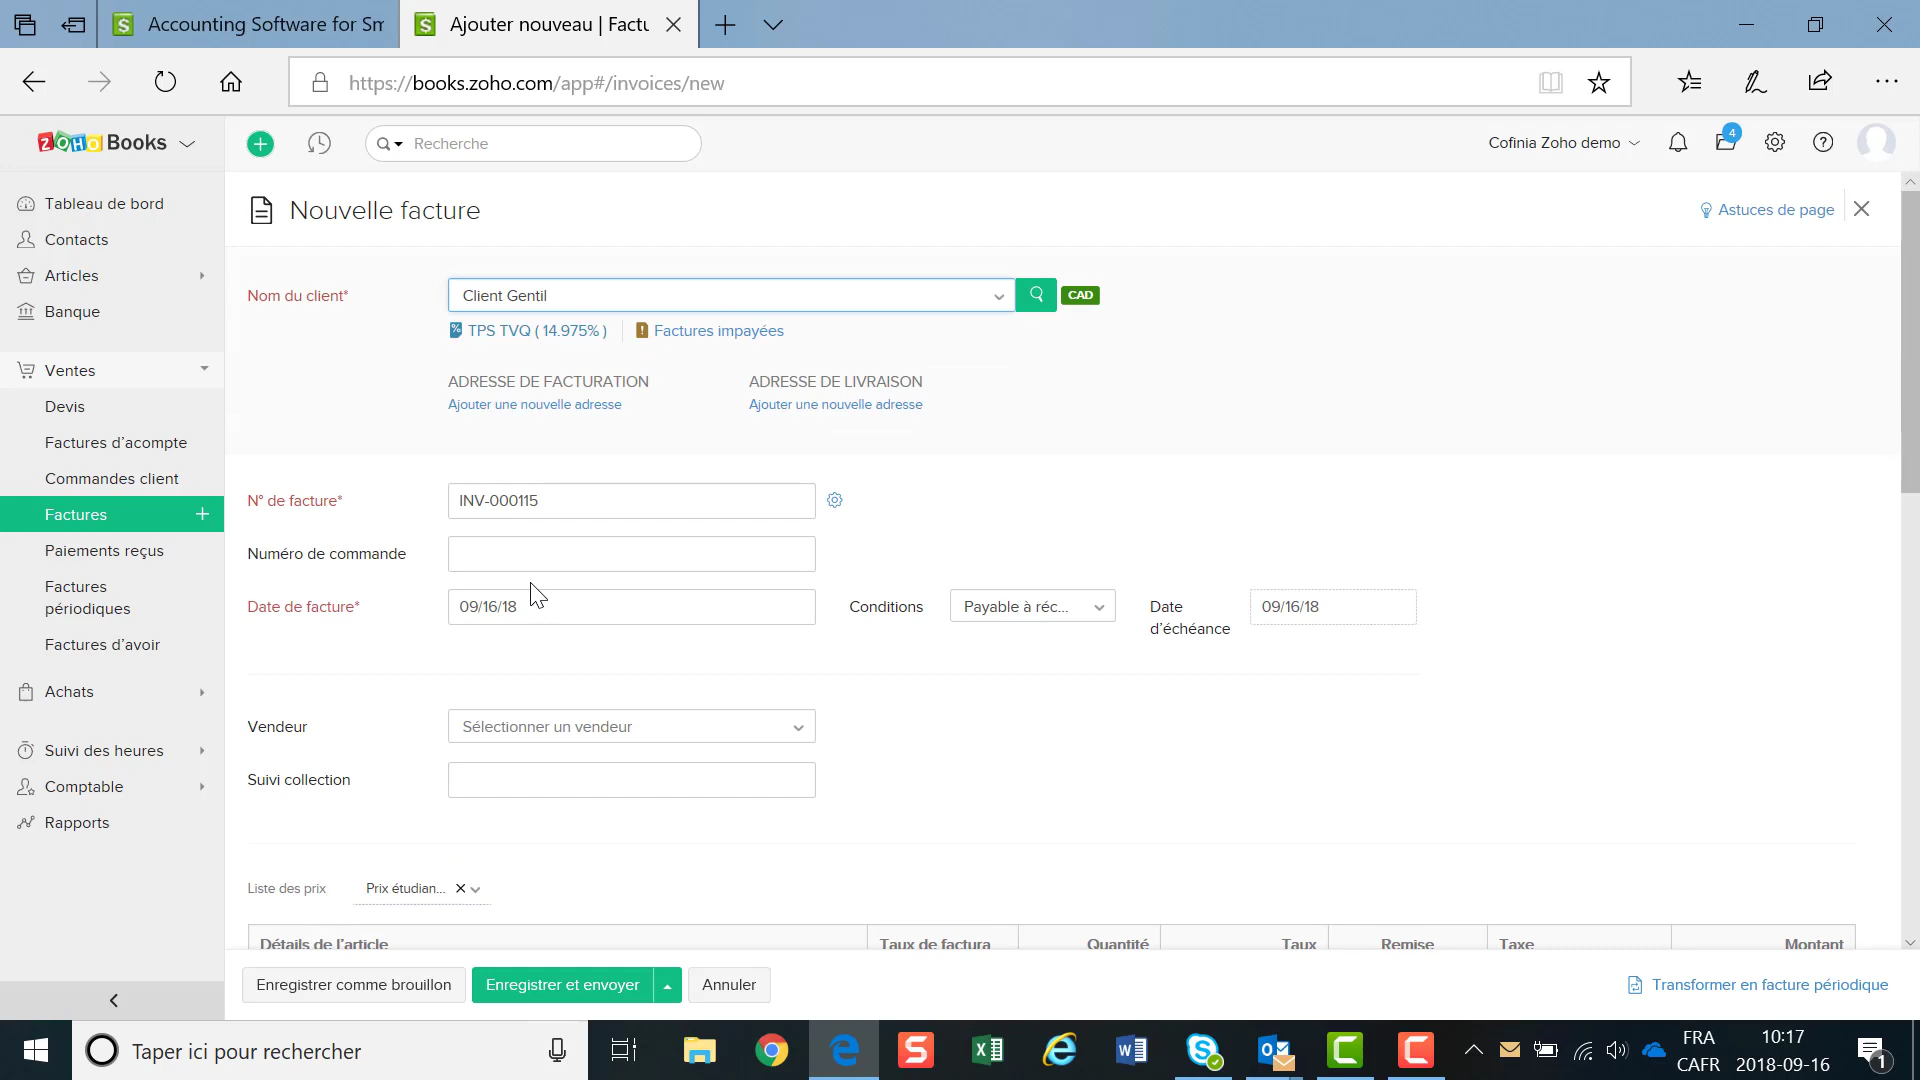 Accounting Software for Sm
Ajouter nouveau | Factu
https://books.zoho.com/app#/invoices/new
ZOHO Books
Recherche
Cofinia Zoho demo
4
Tableau de bord
Contacts
Articles
Banque
Ventes
Devis
Factures d’acompte
Commandes client
Factures
Paiements reçus
Factures
périodiques
Factures d’avoir
Achats
Suivi des heures
Comptable
Rapports
Nouvelle facture
Astuces de page
Nom du client*
Client Gentil
CAD
TPS TVQ ( 14.975% )
Factures impayées
ADRESSE DE FACTURATION
ADRESSE DE LIVRAISON
Ajouter une nouvelle adresse
Ajouter une nouvelle adresse
N° de facture*
INV-000115
Numéro de commande
Date de facture*
09/16/18
Conditions
Payable à réc...
Date
d’échéance
09/16/18
Vendeur
Sélectionner un vendeur
Suivi collection
Liste des prix
Prix étudian...
Détails de l’article
Taux de factura
Quantité
Taux
Remise
Taxe
Montant
Enregistrer comme brouillon
Enregistrer et envoyer
Annuler
Transformer en facture périodique
Taper ici pour rechercher
FRA
CAFR
10:17
2018-09-16
1